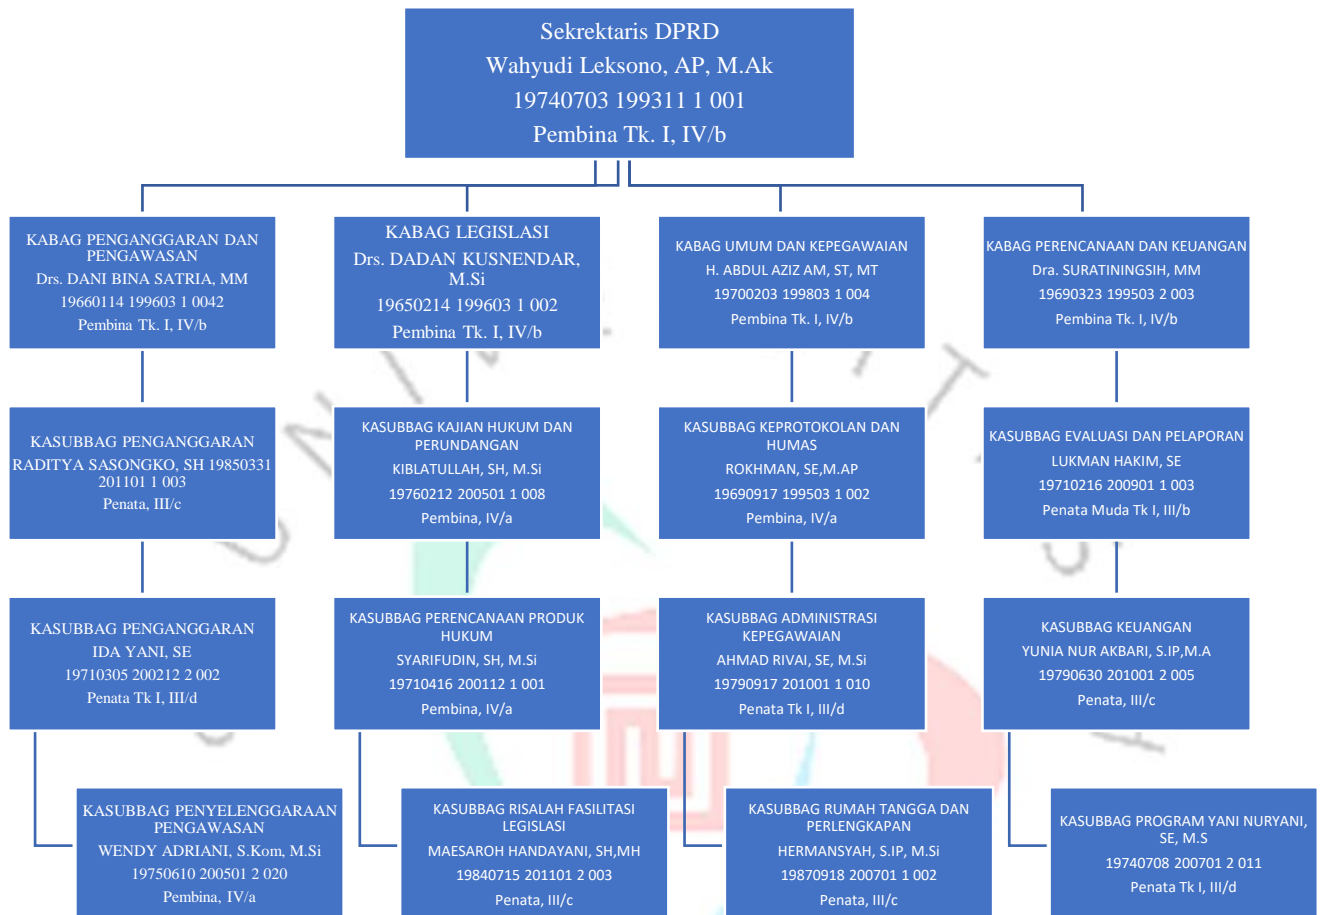 Sekrektaris DPRD
Wahyudi Leksono, AP, M.Ak
19740703 199311 1 001
Pembina Tk. I, IV/b
KABAG PENGANGGARAN DAN
PENGAWASAN
Drs. DANI BINA SATRIA, MM
19660114 199603 1 0042
Pembina Tk. I, IV/b
KABAG LEGISLASI
Drs. DADAN KUSNENDAR,
M.Si
19650214 199603 1 002
Pembina Tk. I, IV/b
KABAG UMUM DAN KEPEGAWAIAN
H. ABDUL AZIZ AM, ST, MT
19700203 199803 1 004
Pembina Tk. I, IV/b
KABAG PERENCANAAN DAN KEUANGAN
Dra. SURATININGSIH, MM
19690323 199503 2 003
Pembina Tk. I, IV/b
KASUBBAG PENGANGGARAN
RADITYA SASONGKO, SH 19850331
201101 1 003
Penata, III/c
KASUBBAG KAJIAN HUKUM DAN
PERUNDANGAN
KIBLATULLAH, SH, M.Si
19760212 200501 1 008
Pembina, IV/a
KASUBBAG KEPROTOKOLAN DAN
HUMAS
ROKHMAN, SE,M.AP
19690917 199503 1 002
Pembina, IV/a
KASUBBAG EVALUASI DAN PELAPORAN
LUKMAN HAKIM, SE
19710216 200901 1 003
Penata Muda Tk I, III/b
KASUBBAG PENGANGGARAN
IDA YANI, SE
19710305 200212 2 002
Penata Tk I, III/d
KASUBBAG PERENCANAAN PRODUK
HUKUM
SYARIFUDIN, SH, M.Si
19710416 200112 1 001
Pembina, IV/a
KASUBBAG ADMINISTRASI
KEPEGAWAIAN
AHMAD RIVAI, SE, M.Si
19790917 201001 1 010
Penata Tk I, III/d
KASUBBAG KEUANGAN
YUNIA NUR AKBARI, S.IP,M.A
19790630 201001 2 005
Penata, III/c
KASUBBAG PENYELENGGARAAN
PENGAWASAN
WENDY ADRIANI, S.Kom, M.Si
19750610 200501 2 020
Pembina, IV/a
KASUBBAG RISALAH FASILITASI
LEGISLASI
MAESAROH HANDAYANI, SH,MH
19840715 201101 2 003
Penata, III/c
KASUBBAG RUMAH TANGGA DAN
PERLENGKAPAN
HERMANSYAH, S.IP, M.Si
19870918 200701 1 002
Penata, III/c
KASUBBAG PROGRAM YANI NURYANI,
SE, M.S
19740708 200701 2 011
Penata Tk I, III/d